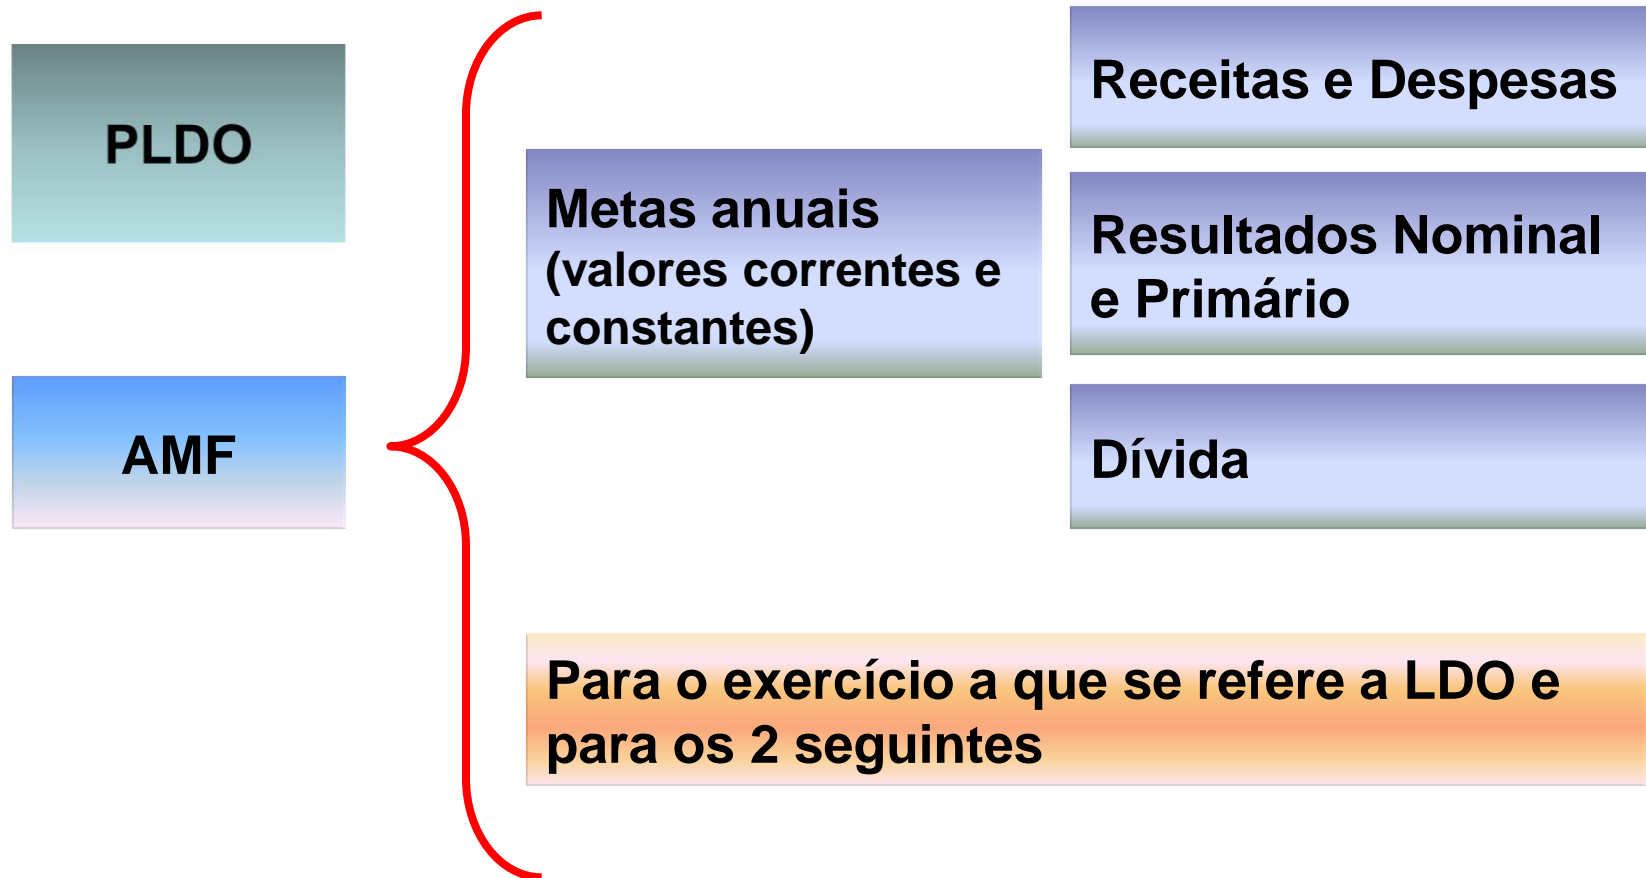 PLDO
AMF
Metas anuais
(valores correntes e
constantes)
Receitas e Despesas
Resultados Nominal
e Primário
Dívida
Para o exercício a que se refere a LDO e
para os 2 seguintes